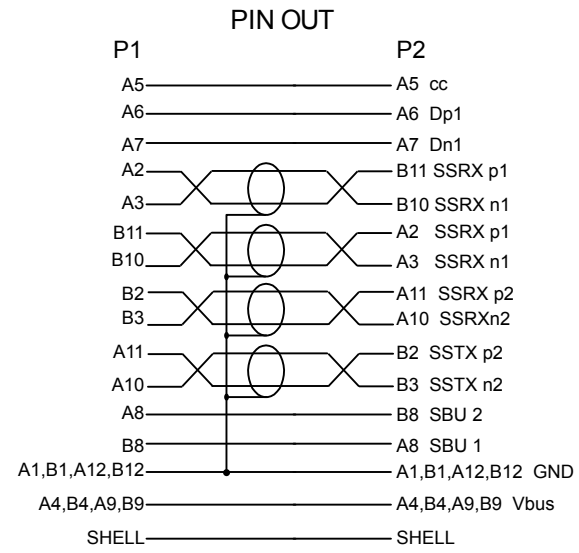 PIN OUT
P1 P2
A5 A5 cc
A6 A6 Dp1
A7 A7 Dn1
A2 B11 SSRX p1
A3 B10 SSRX n1
B11 A2 SSRX p1
B10 A3 SSRX n1
B2 A11 SSRX p2
B3 A10 SSRXn2
A11 B2 SSTX p2
A10 B3 SSTX n2
A8 B8 SBU 2
B8 A8 SBU 1
A1,B1,A12,B12 A1,B1,A12,B12 GND
A4,B4,A9,B9 A4,B4,A9,B9 Vbus
SHELL SHELL